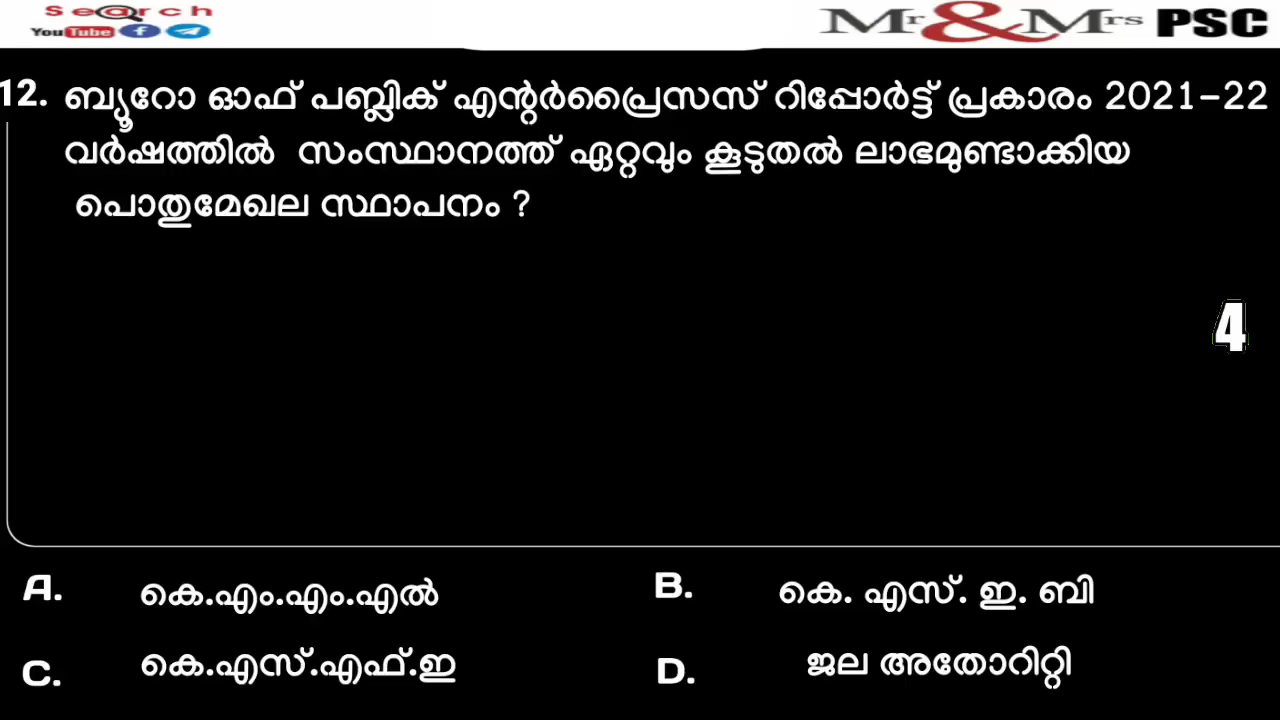 Search
YouTube
Mr & Mrs PSC
12. ബ്യൂറോ ഓഫ് പബ്ലിക് എന്റർപ്രൈസസ് റിപ്പോർട്ട് പ്രകാരം 2021-22
വർഷത്തിൽ സംസ്ഥാനത്ത് ഏറ്റവും കൂടുതൽ ലാഭമുണ്ടാക്കിയ
പൊതുമേഖല സ്ഥാപനം ?
4
A. കെ.എം.എം.എൽ
B. കെ. എസ്. ഇ. ബി
C. കെ.എസ്.എഫ്.ഇ
D. ജല അതോറിറ്റി